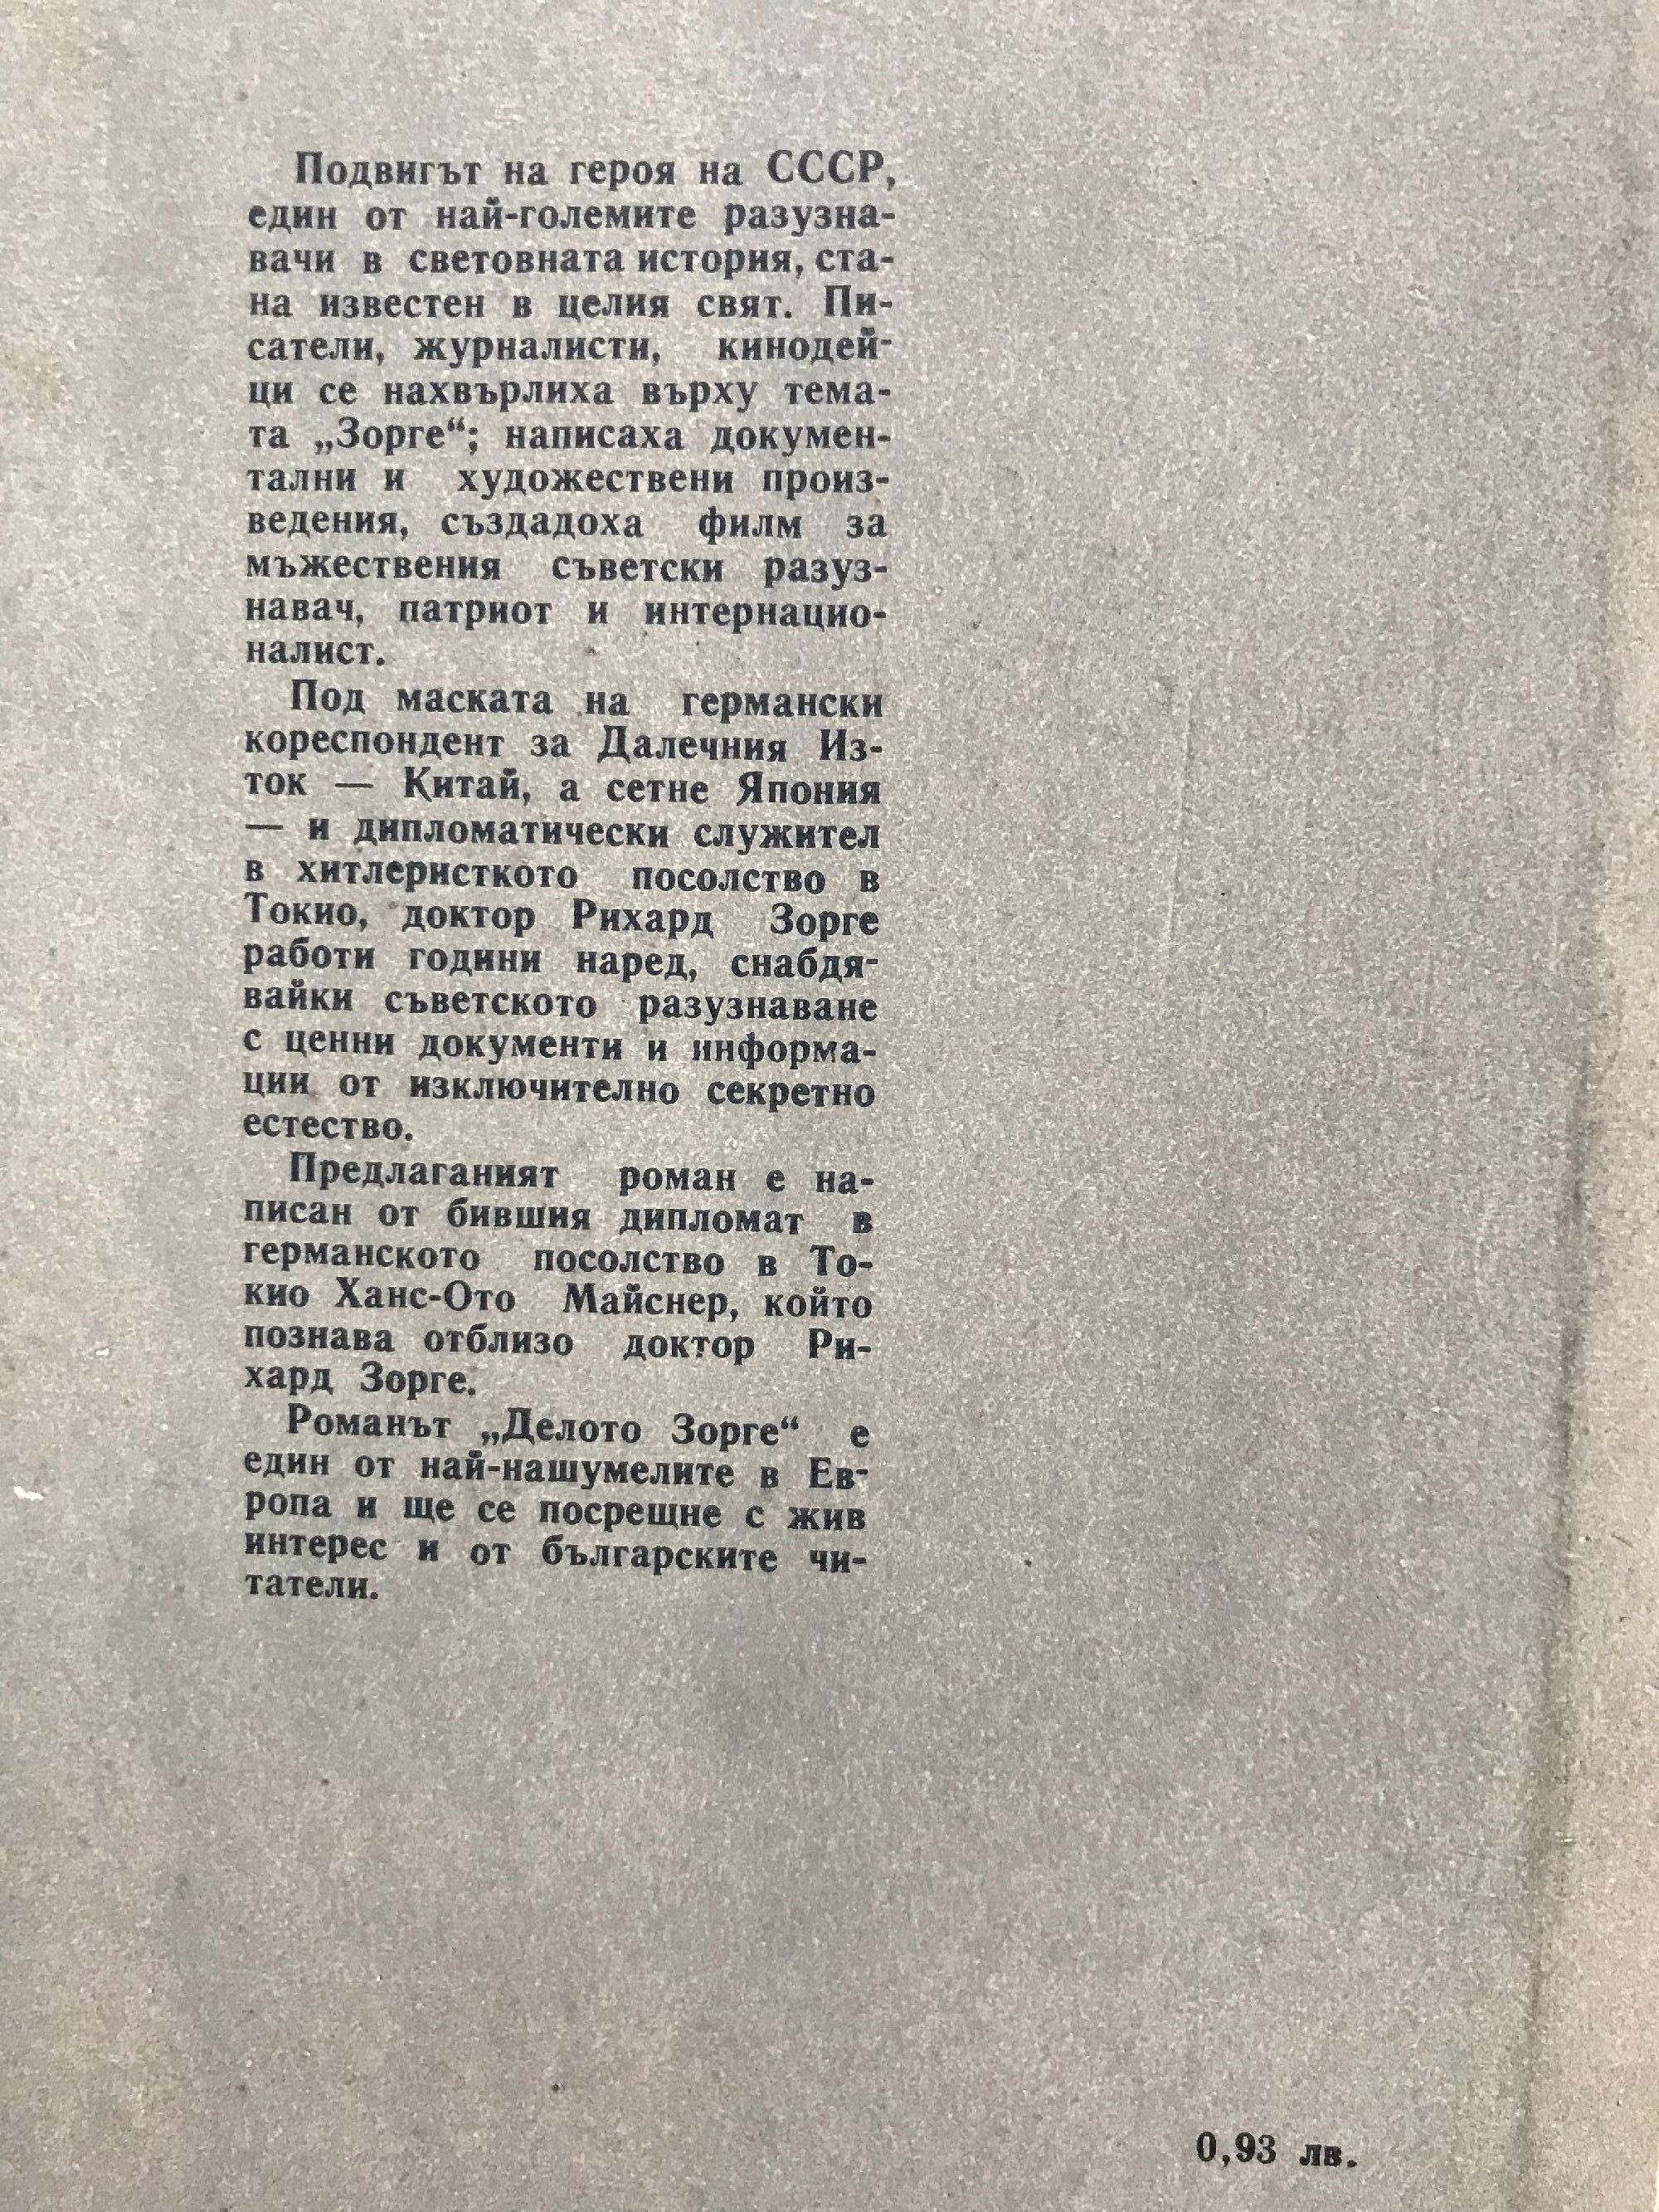 Подвигът на героя на СССР,
един от най-големите разузна-
вачи в световната история, ста-
на известен в целия свят. Пи-
сатели, журналисти, кинодей-
ци се нахвърлиха върху тема-
та „Зорге“; написаха докумен-
тални и художествени произ-
ведения, създадоха филм за
мъжествения съветски разуз-
навач, патриот и интернацио-
налист.
Под маската на германски
кореспондент за Далечния Из-
ток — Китай, а сетне Япония
— и дипломатически служител
в хитлеристкото посолство в
Токио, доктор Рихард Зорге
работи години наред, снабдя-
вайки съветското разузнаване
с ценни документи и информа-
ции от изключително секретно
естество.
Предлаганият роман е на-
писан от бившия дипломат в
германското посолство в То-
кио Ханс-Ото Майснер, който
познава отблизо доктор Ри-
хард Зорге.
Романът „Делото Зорге“ е
един от най-нашумелите в Ев-
ропа и ще се посрещне с жив
интерес и от българските чи-
татели.
0,93 лв.